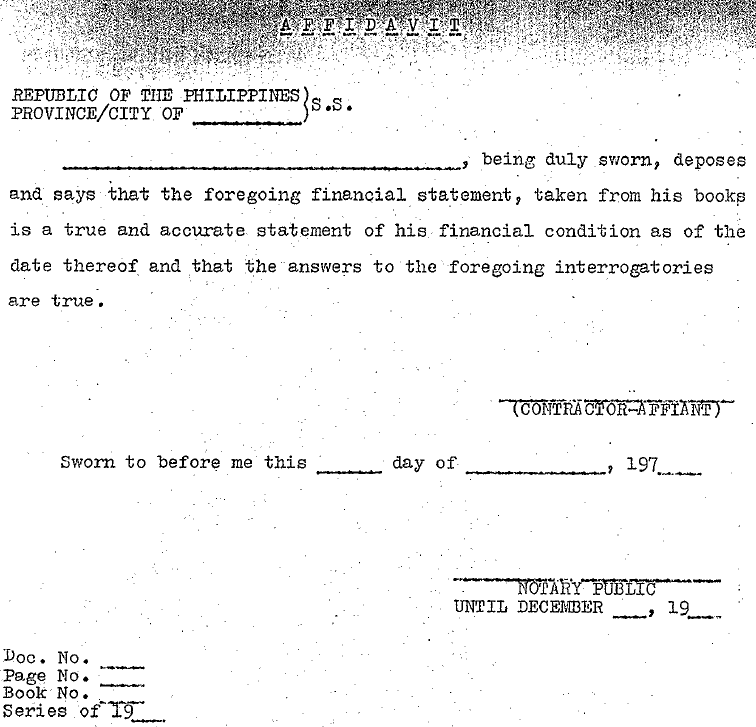 A F F I D A V I T
REPUBLIC OF THE PHILIPPINES)
PROVINCE/CITY OF __________)S.S.
______________________________, being duly sworn, deposes
and says that the foregoing financial statement, taken from his books
is a true and accurate statement of his financial condition as of the
date thereof and that the answers to the foregoing interrogatories
are true.
(CONTRACTOR-AFFIANT)
Sworn to before me this _____ day of ___________, 197___
NOTARY PUBLIC
UNTIL DECEMBER ___, 19___
Doc. No. ____
Page No. ____
Book No. ____
Series of 19___